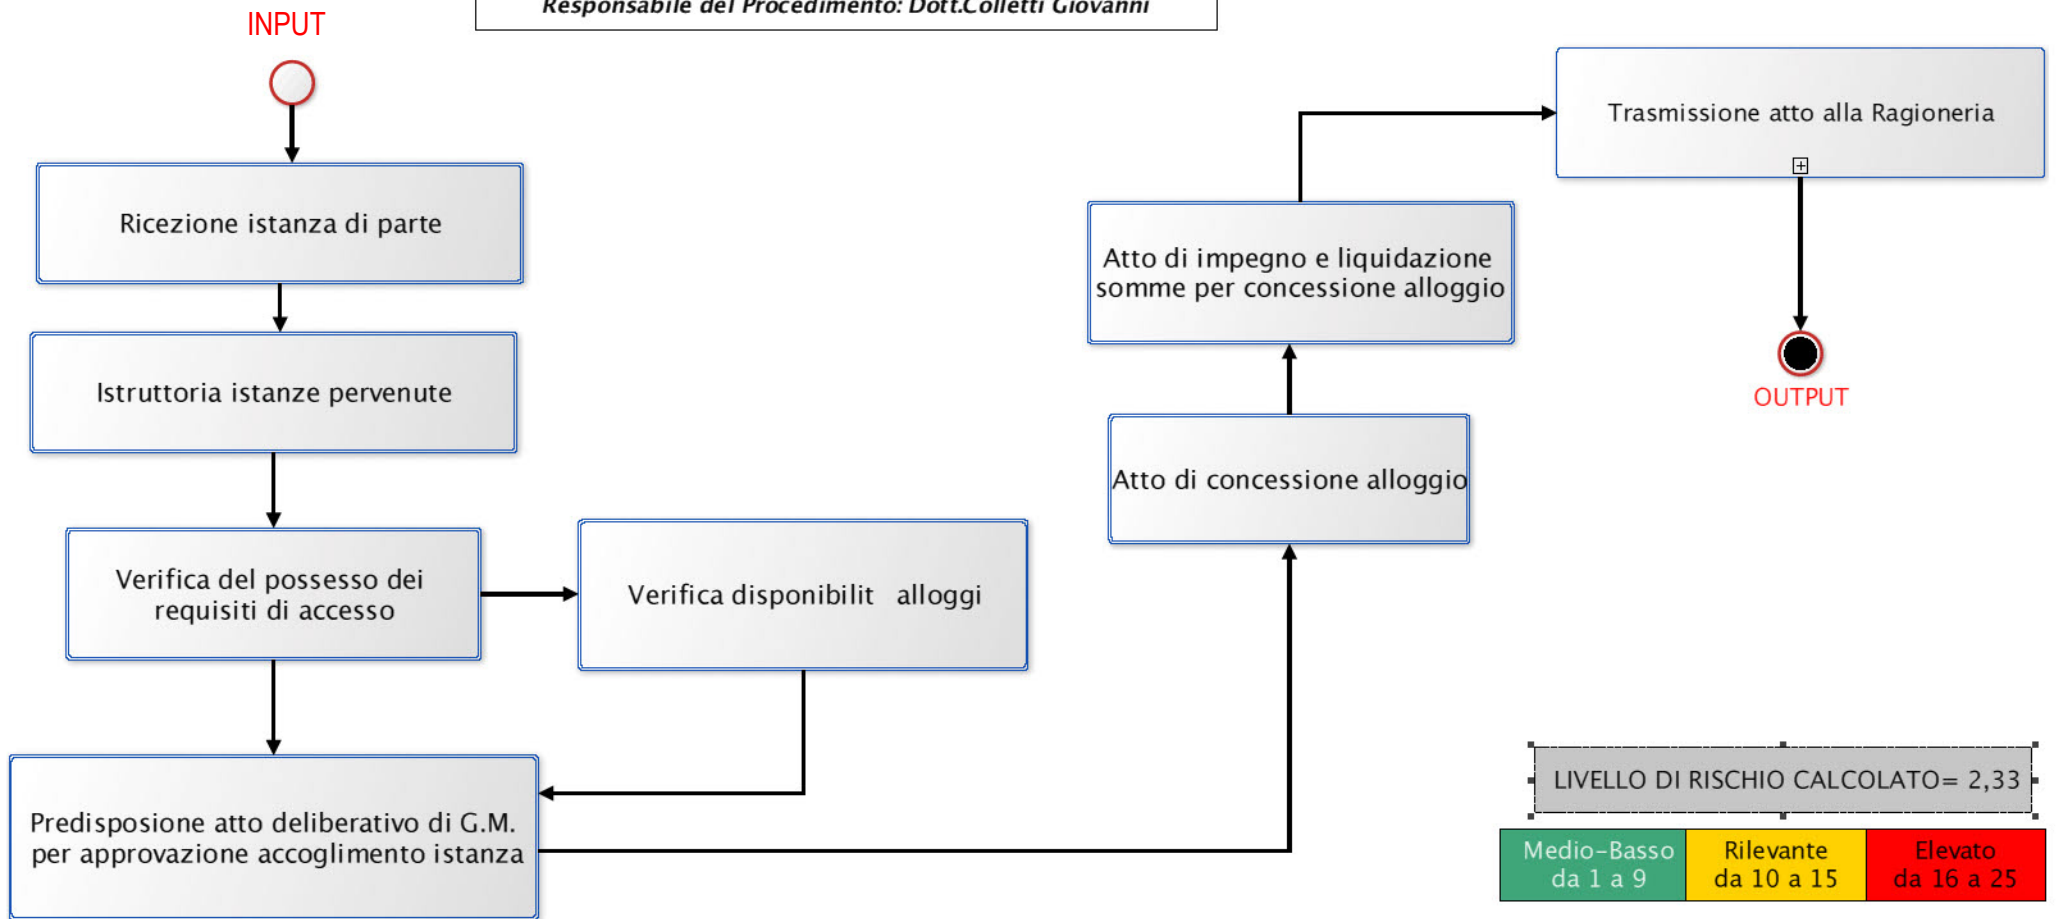 Responsabile del Procedimento: Dott.Colletti Giovanni
INPUT
Ricezione istanza di parte
Istruttoria istanze pervenute
Verifica del possesso dei
requisiti di accesso
Verifica disponibilit alloggi
Predisposione atto deliberativo di G.M.
per approvazione accoglimento istanza
Atto di concessione alloggio
Atto di impegno e liquidazione
somme per concessione alloggio
Trasmissione atto alla Ragioneria
OUTPUT
LIVELLO DI RISCHIO CALCOLATO= 2,33
Medio-Basso
da 1 a 9
Rilevante
da 10 a 15
Elevato
da 16 a 25